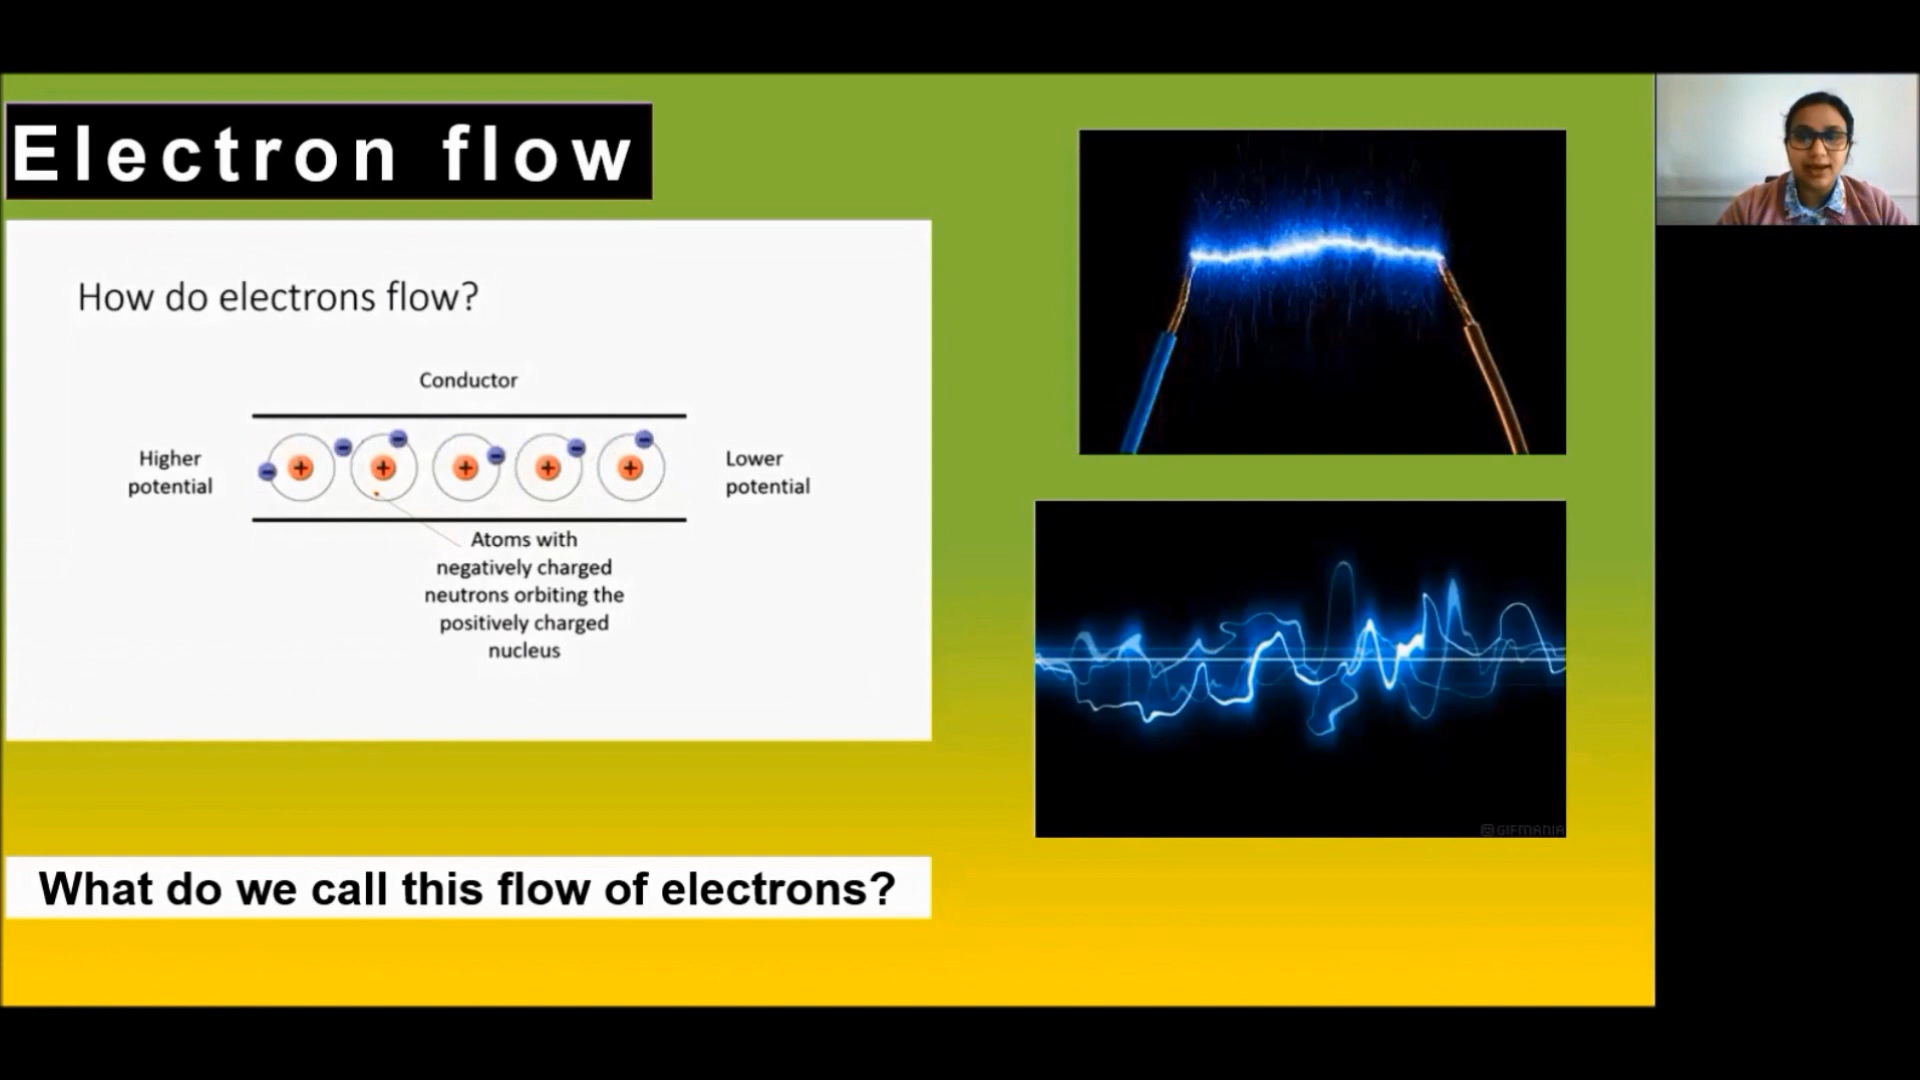 Electron flow
How do electrons flow?
Conductor
Higher
potential
Lower
potential
Atoms with
negatively charged
neutrons orbiting the
positively charged
nucleus
What do we call this flow of electrons?
GIFMANIA